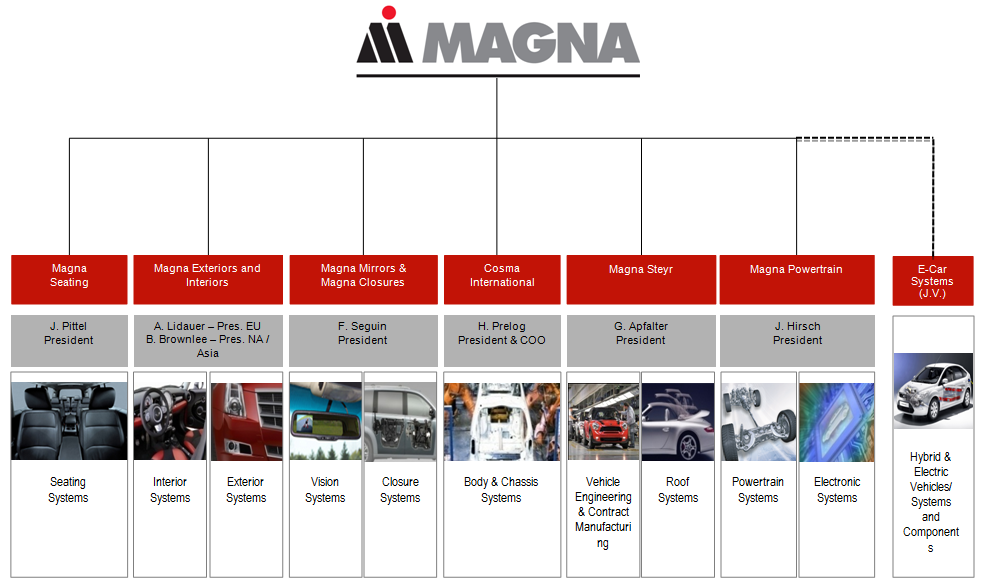 MAGNA
Magna
Seating
Magna Exteriors and
Interiors
Magna Mirrors &
Magna Closures
Cosma
International
Magna Steyr
Magna Powertrain
E-Car
Systems
(J.V.)
J. Pittel
President
A. Lidauer – Pres. EU
B. Brownlee – Pres. NA /
Asia
F. Seguin
President
H. Prelog
President & COO
G. Apfalter
President
J. Hirsch
President
Seating
Systems
Interior
Systems
Exterior
Systems
Vision
Systems
Closure
Systems
Body & Chassis
Systems
Vehicle
Engineering
& Contract
Manufacturi
ng
Roof
Systems
Powertrain
Systems
Electronic
Systems
Hybrid &
Electric
Vehicles/
Systems
and
Component
s